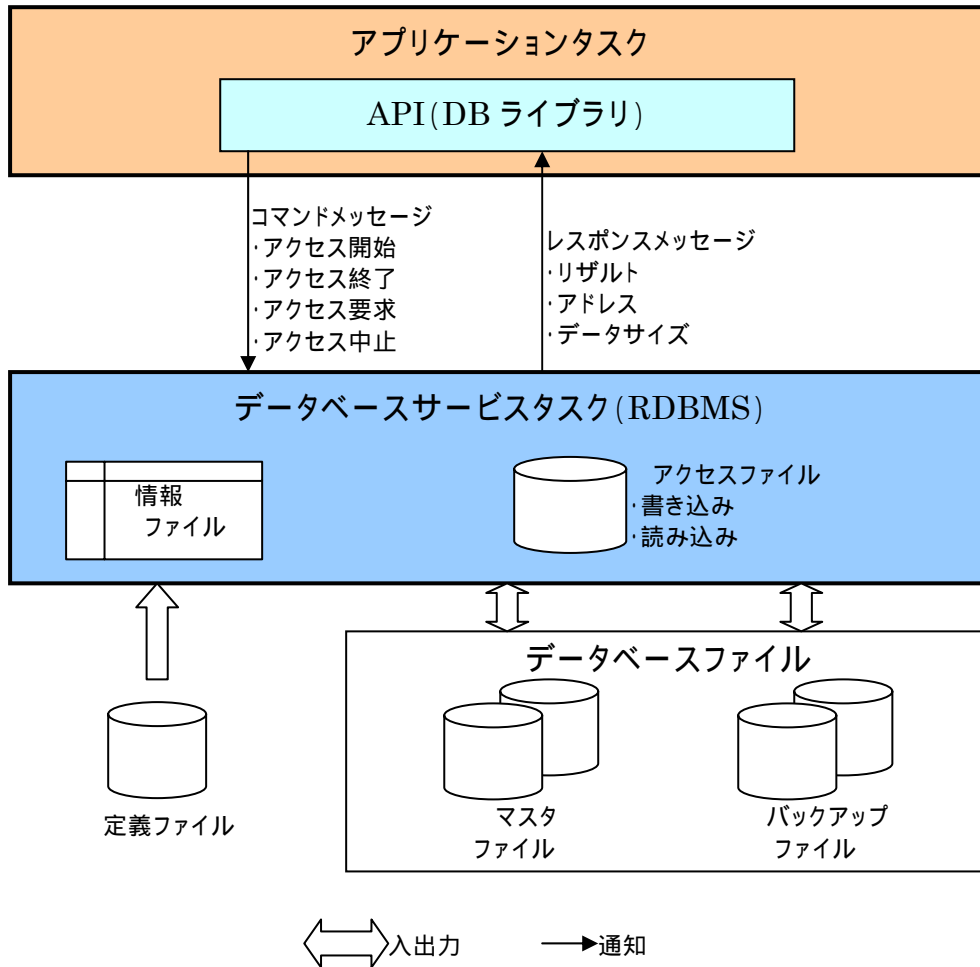 アプリケーションタスク
API(DB ライブラリ)
コマンドメッセージ
・アクセス開始
・アクセス終了
・アクセス要求
・アクセス中止
レスポンスメッセージ
・リザルト
・アドレス
・データサイズ
データベースサービスタスク(RDBMS)
情報
ファイル
アクセスファイル
・書き込み
・読み込み
データベースファイル
定義ファイル
マスタ
ファイル
バックアップ
ファイル
入出力
通知